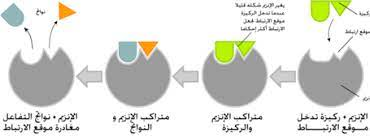 ركيزة
يغير الإنزيم شكله قليلا
عندما تدخل الركيزة
موقع الارتباط فجعل
الارتباط أكثر إحكاما
موقع ارتباط
نواتج
الإنزيم + ركيزة تدخل
موقع الارتباط
متراكب الإنزيم
والركيزة
متراكب الإنزيم و
النواتج
الإنزيم + نواتج التفاعل
مغادرة موقع الارتباط